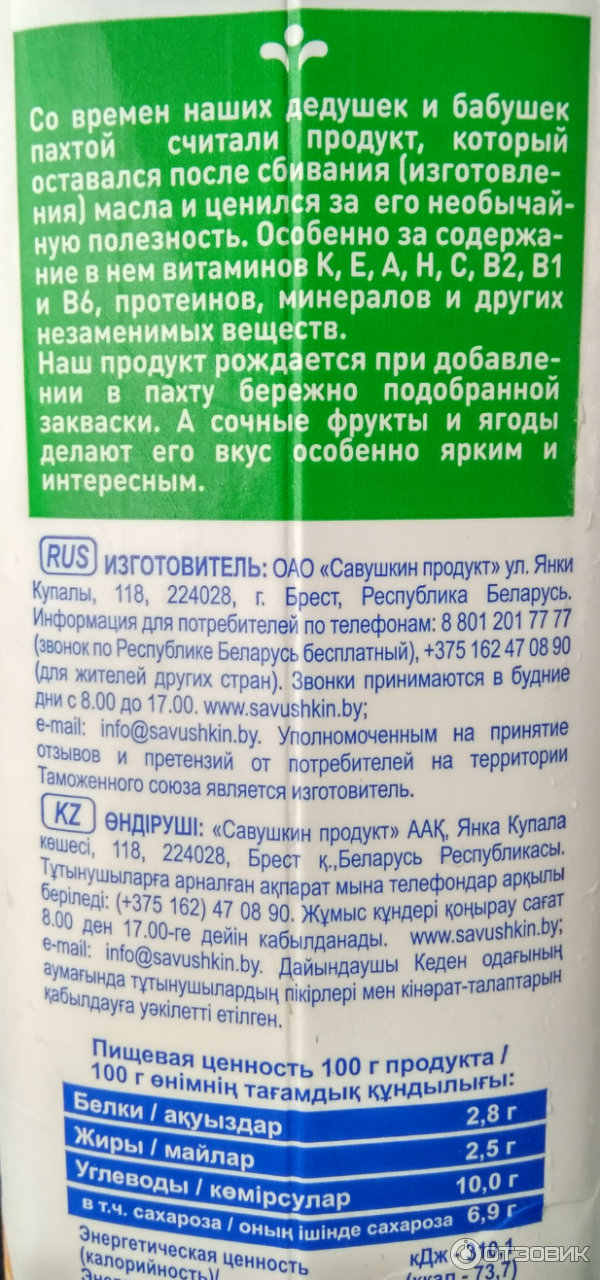 Со времен наших дедушек и бабушек
пахтой считали продукт, который
оставался после сбивания (изготовле-
ния) масла и ценился за его необычай-
ную полезность. Особенно за содержа-
ние в нем витаминов K, E, A, H, C, B2, B1
и B6, протеинов, минералов и других
незаменимых веществ.
Наш продукт рождается при добавле-
нии в пахту бережно подобранной
закваски. А сочные фрукты и ягоды
делают его вкус особенно ярким и
интересным.
RUS ИЗГОТОВИТЕЛЬ: ОАО «Савушкин продукт» ул. Янки
Купалы, 118, 224028, г. Брест, Республика Беларусь.
Информация для потребителей по телефонам: 8 801 201 77 77
(звонок по Республике Беларусь бесплатный), +375 162 47 08 90
(для жителей других стран). Звонки принимаются в будние
дни с 8.00 до 17.00. www.savushkin.by;
e-mail: info@savushkin.by. Уполномоченным на принятие
отзывов и претензий от потребителей на территории
Таможенного союза является изготовитель.
KZ ӨНДІРУШІ: «Савушкин продукт» ААҚ, Янка Купала
көшесі, 118, 224028, Брест қ.,Беларусь Республикасы.
Тұтынушыларға арналған ақпарат мына телефондар арқылы
беріледі: (+375 162) 47 08 90. Жұмыс күндері қоңырау сағат
8.00 ден 17.00-ге дейін кабылданады. www.savushkin.by;
e-mail: info@savushkin.by. Дайындаушы Кеден одағының
аумағында тұтынушылардың пікірлері мен кінәрат-талаптарын
қабылдауға уәкілетті етілген.
Пищевая ценность 100 г продукта /
100 г өнімнің тағамдық құндылығы:
Белки / ақуыздар 2,8 г
Жиры / майлар 2,5 г
Углеводы / көмірсулар 10,0 г
в т.ч. сахароза / оның ішінде сахароза 6,9 г
Энергетическая ценность кДж - 310,1
(калорийность)/ (ккал - 73,7)
ОТЗОВИК